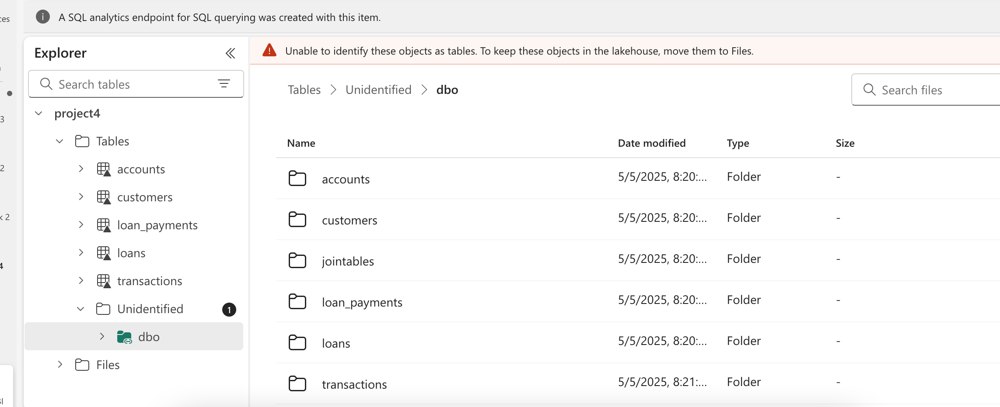 A SQL analytics endpoint for SQL querying was created with this item.
ces
3
2
k 2
4
BI
Explorer
Search tables
project4
Tables
accounts
customers
loan_payments
loans
transactions
Unidentified 1
dbo
Files
Unable to identify these objects as tables. To keep these objects in the lakehouse, move them to Files.
Tables > Unidentified > dbo
Search files
Name Date modified Type Size
accounts 5/5/2025, 8:20:... Folder -
customers 5/5/2025, 8:20:... Folder -
jointables 5/5/2025, 8:20:... Folder -
loan_payments 5/5/2025, 8:20:... Folder -
loans 5/5/2025, 8:20:... Folder -
transactions 5/5/2025, 8:21:... Folder -